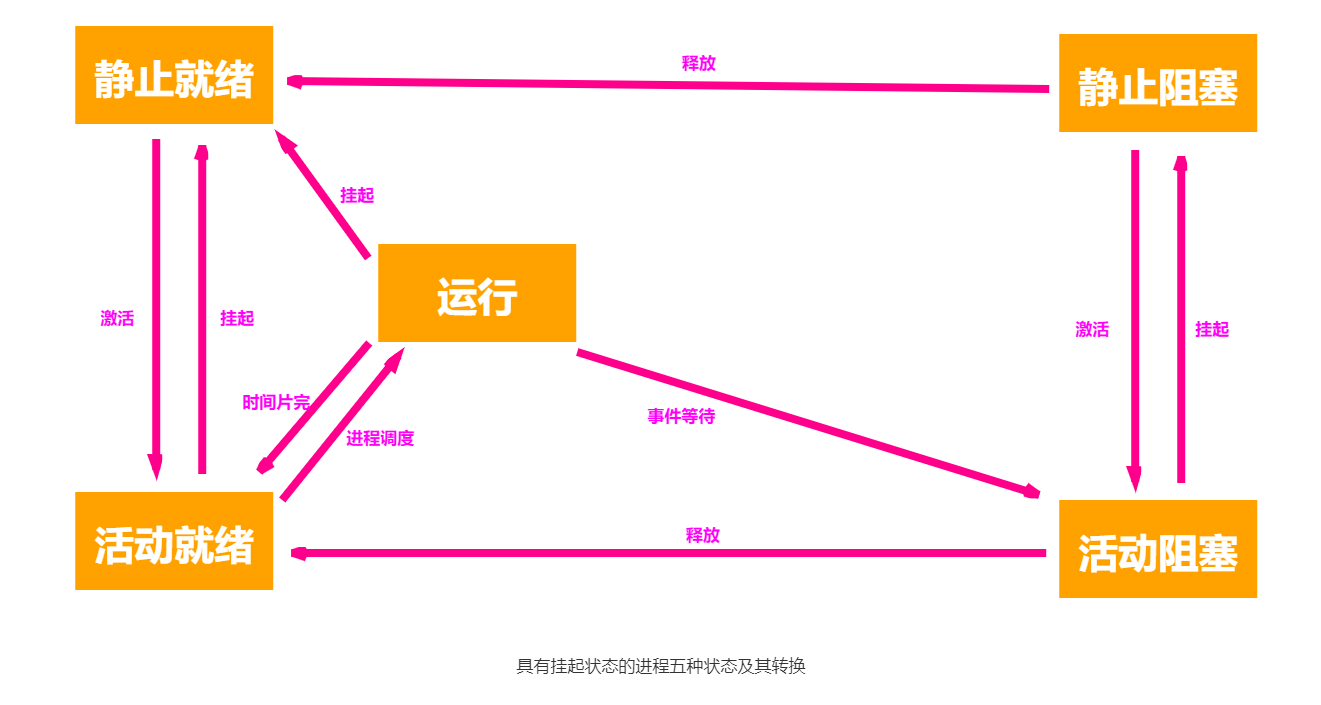 静止就绪
释放
静止阻塞
挂起
运行
激活
挂起
激活
挂起
时间片完
进程调度
事件等待
活动就绪
释放
活动阻塞
具有挂起状态的进程五种状态及其转换